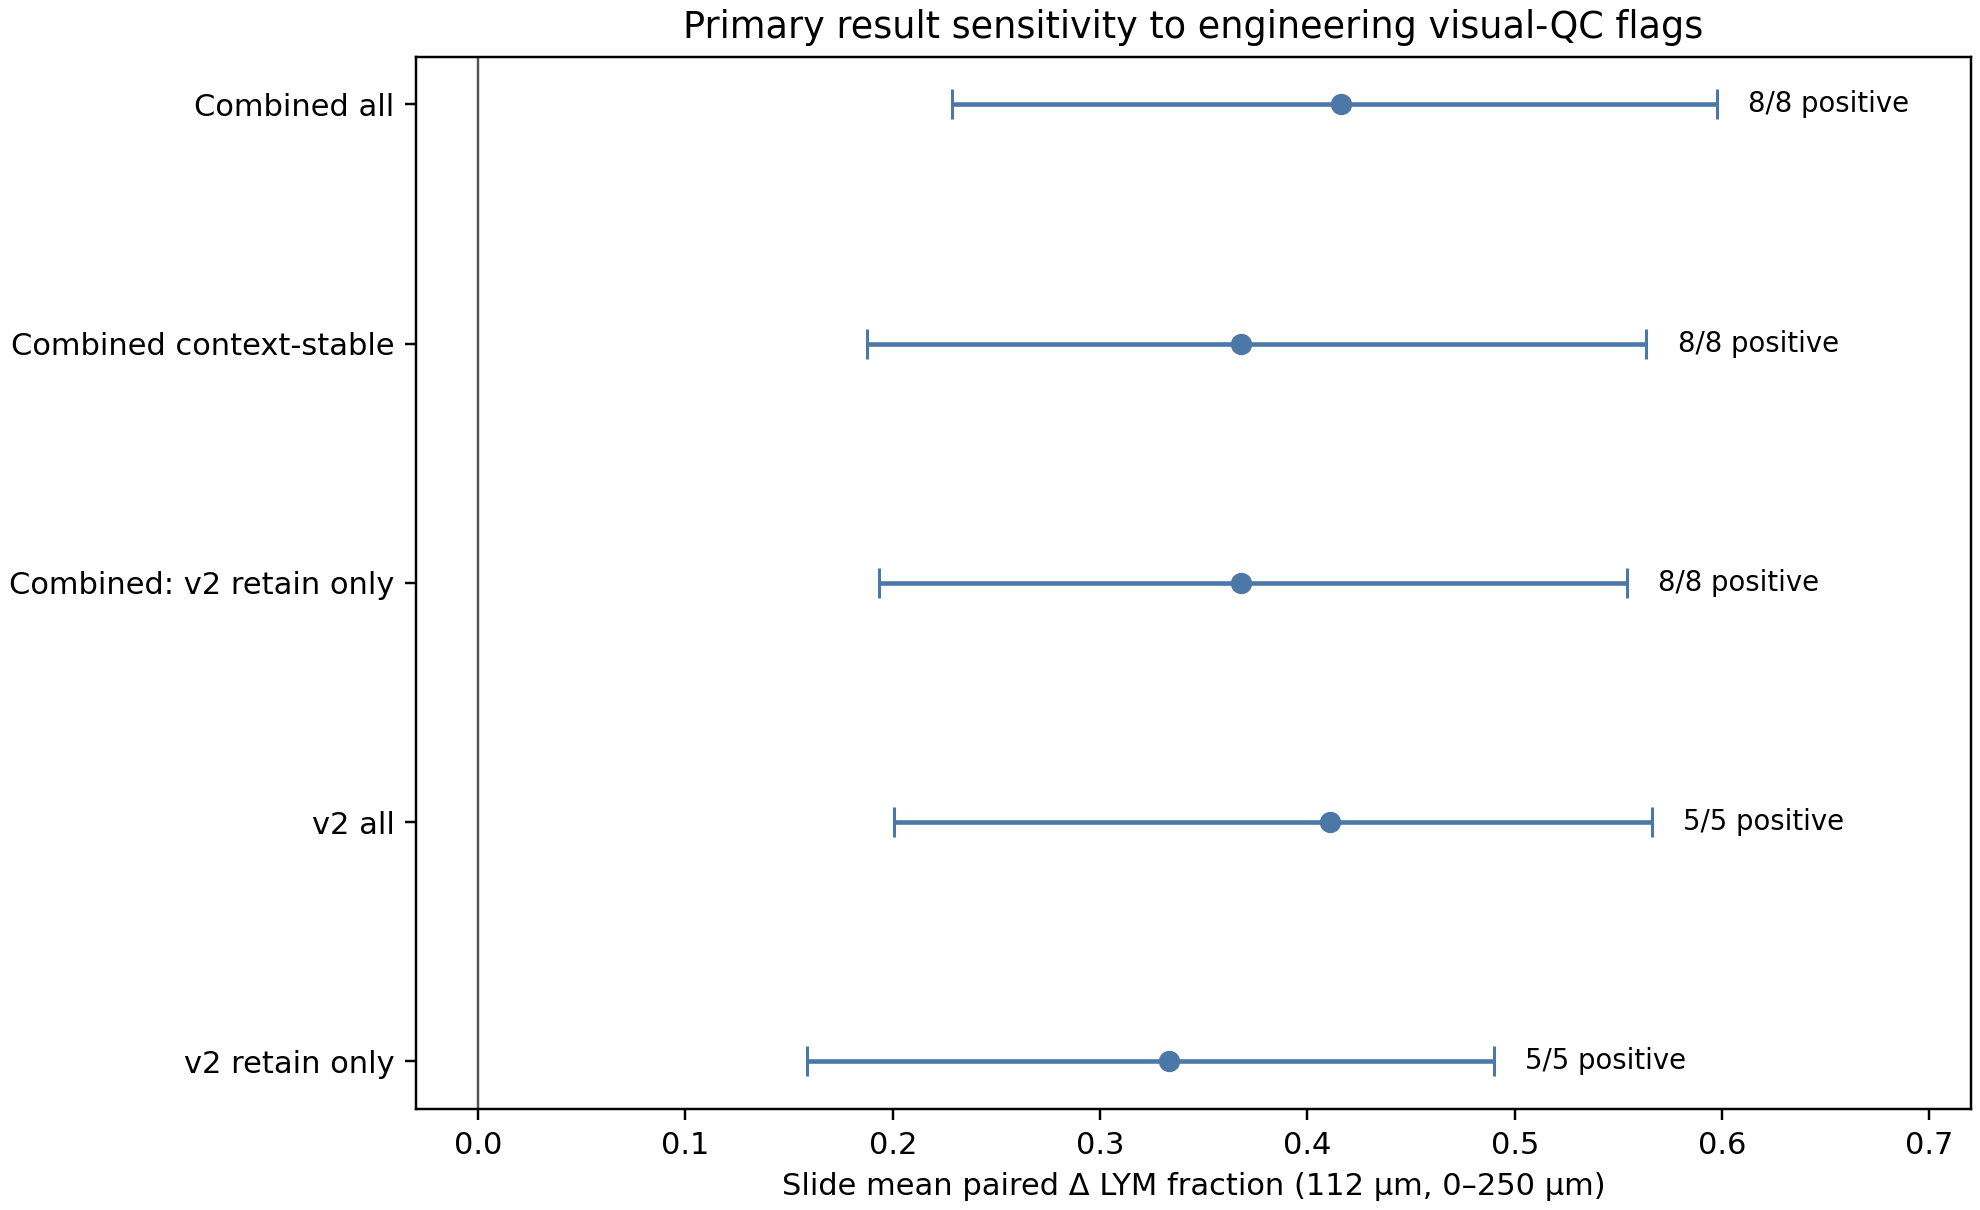 Primary result sensitivity to engineering visual-QC flags
Combined all
8/8 positive
Combined context-stable
8/8 positive
Combined: v2 retain only
8/8 positive
v2 all
5/5 positive
v2 retain only
5/5 positive
0.0 0.1 0.2 0.3 0.4 0.5 0.6 0.7
Slide mean paired Δ LYM fraction (112 µm, 0–250 µm)